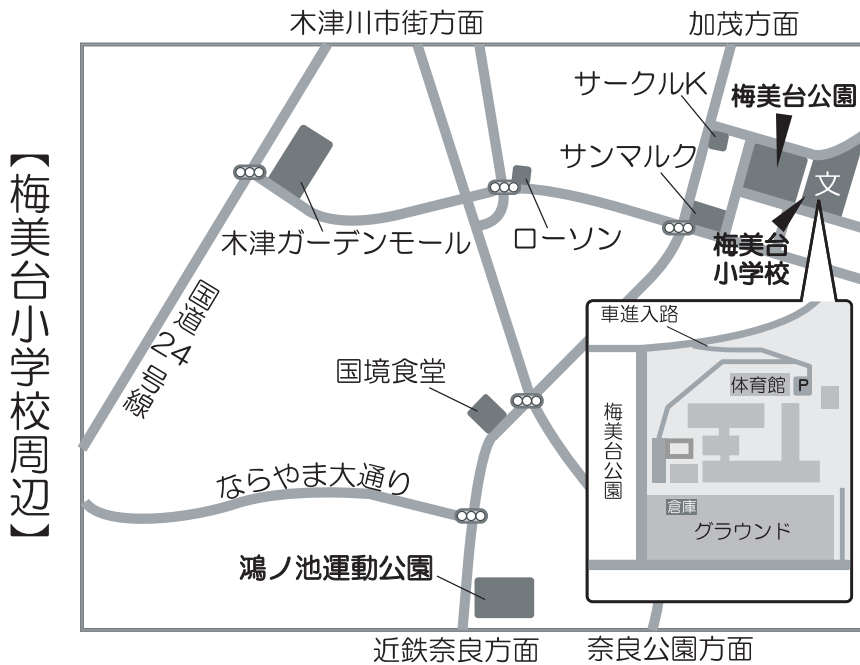 木津川市街方面
加茂方面
サークルK
梅美台公園
サンマルク
文
木津ガーデンモール
ローソン
梅美台
小学校
【梅美台小学校周辺】
国道24号線
車進入路
国境食堂
体育館
P
梅美台公園
ならやま大通り
倉庫
グラウンド
鴻ノ池運動公園
近鉄奈良方面
奈良公園方面